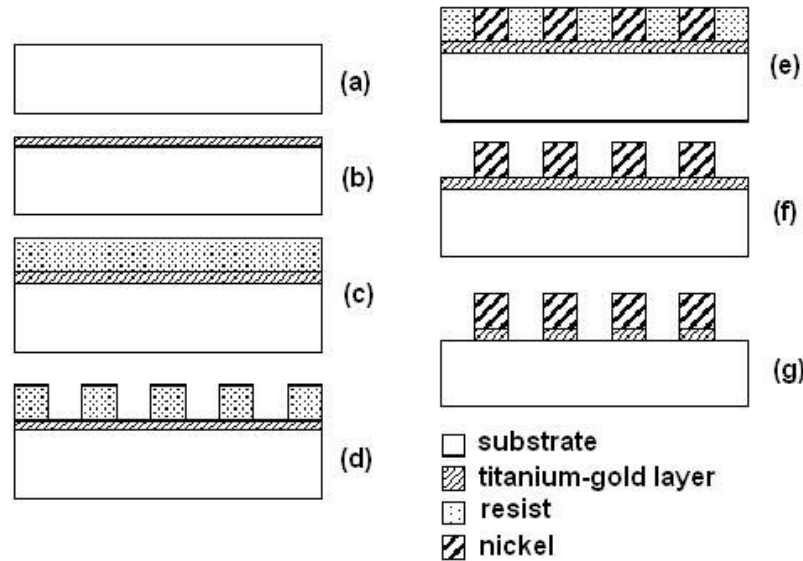 (a)
(b)
(c)
(d)
(e)
(f)
(g)
substrate
titanium-gold layer
resist
nickel